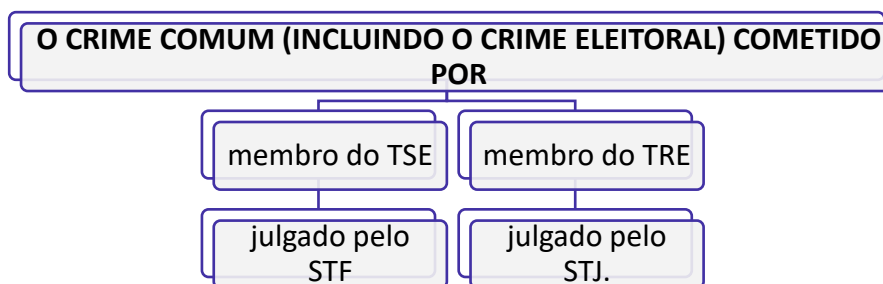 O CRIME COMUM (INCLUINDO O CRIME ELEITORAL) COMETIDO
POR
membro do TSE
membro do TRE
julgado pelo
STF
julgado pelo
STJ.